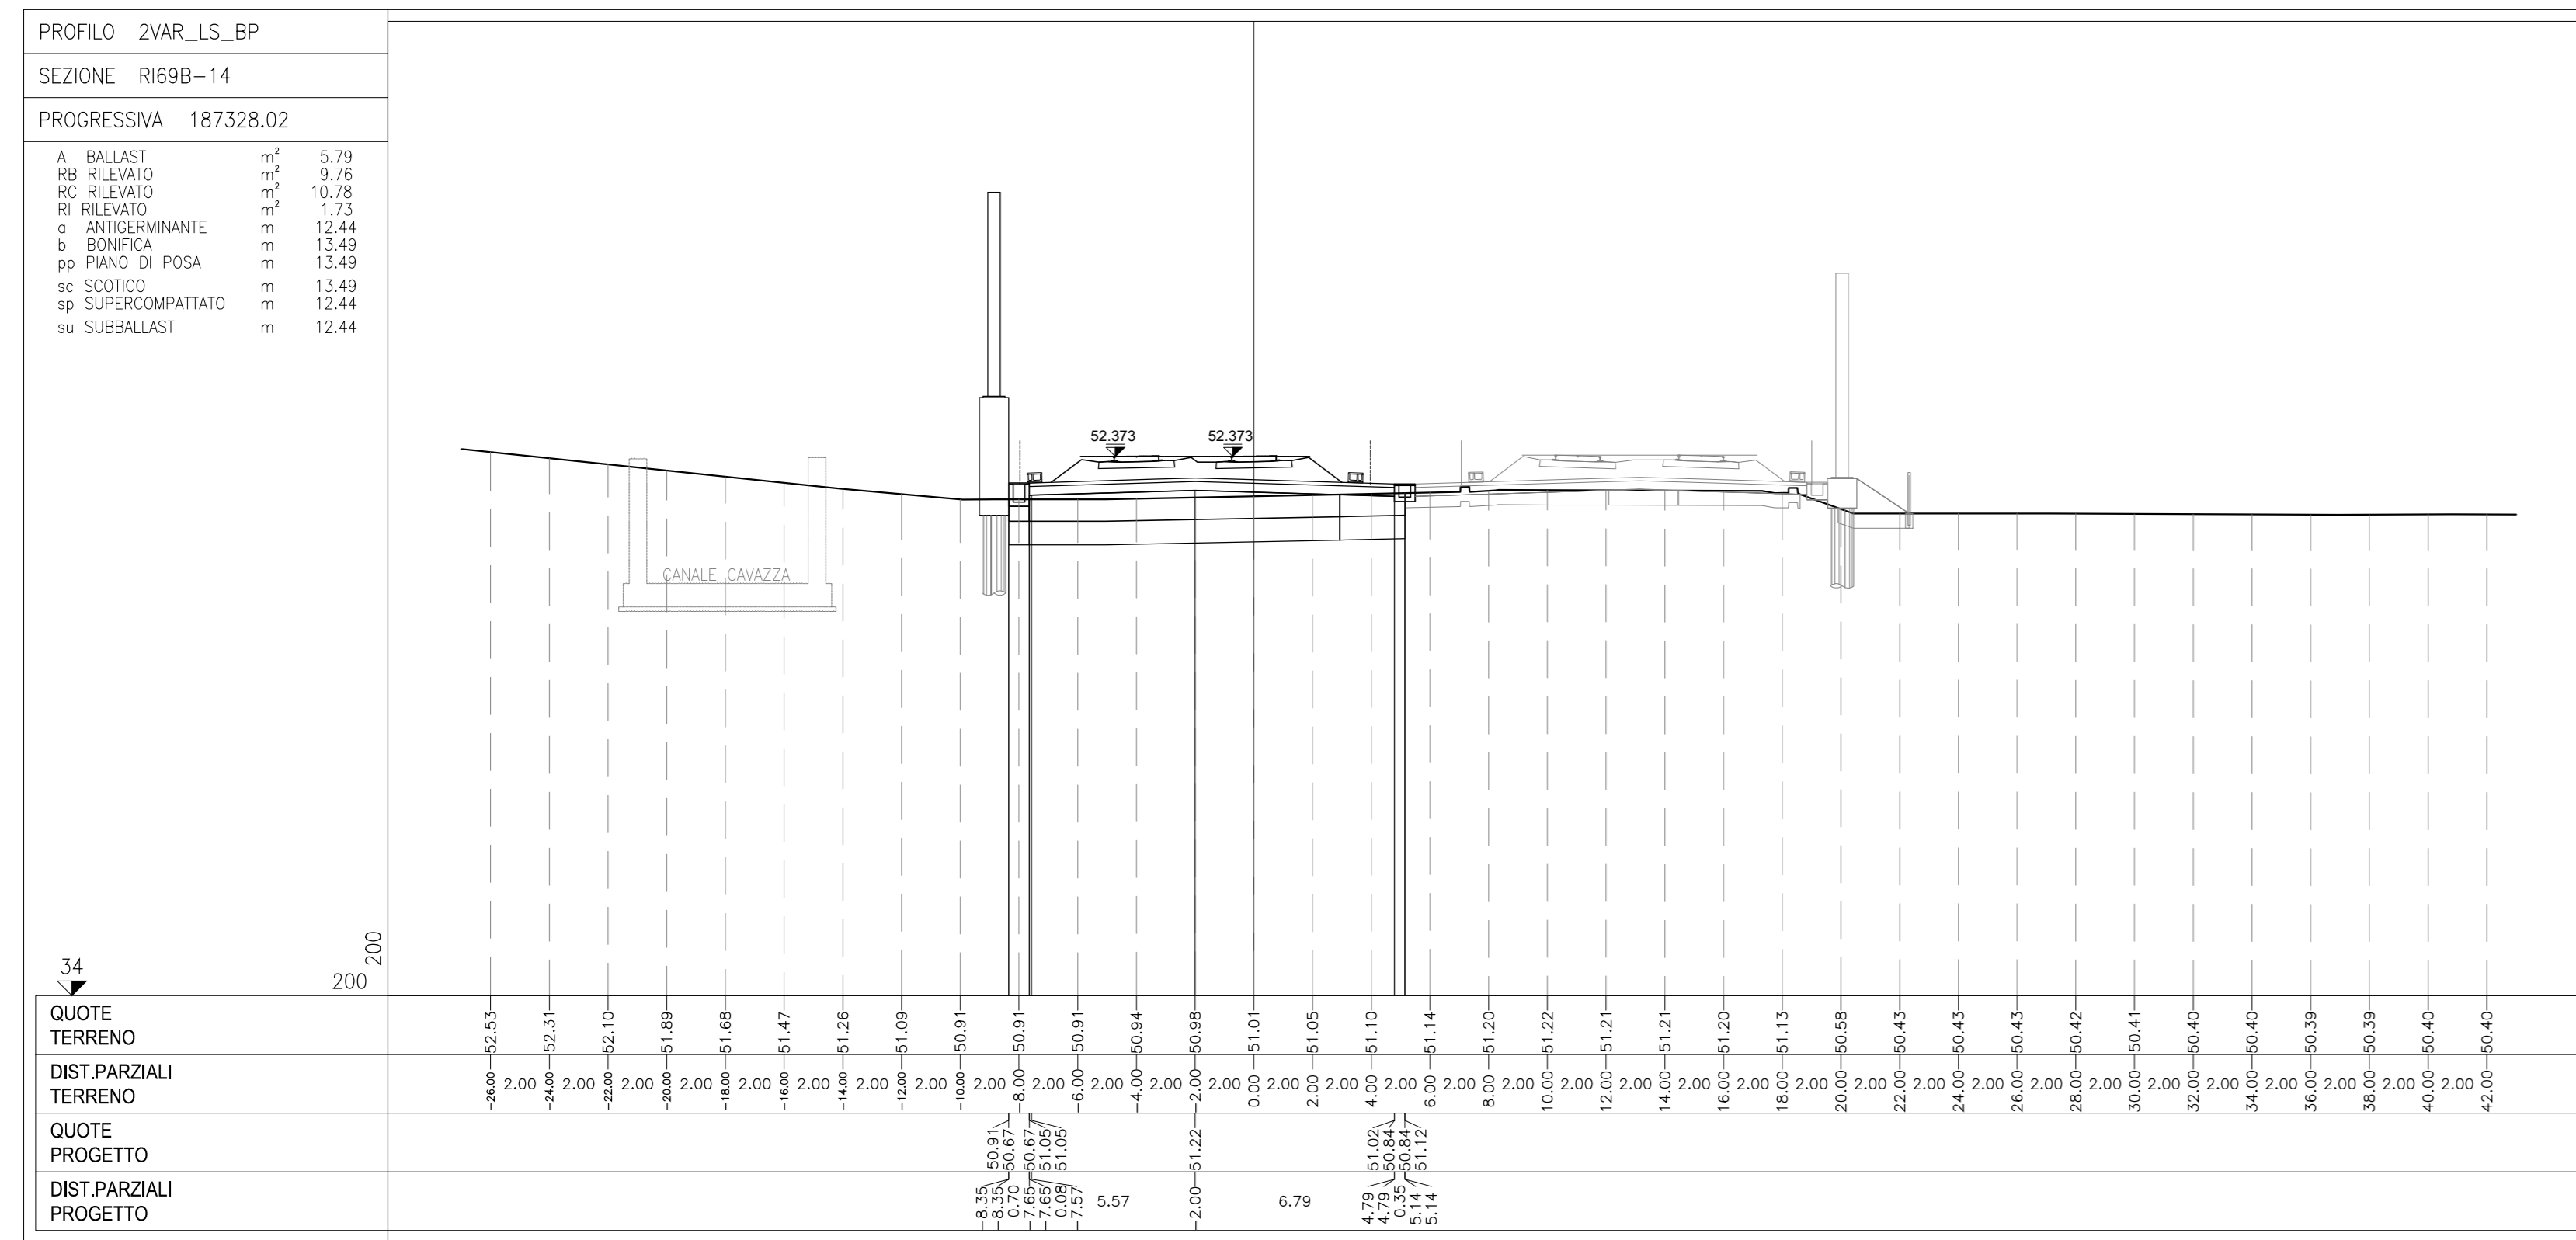 PROFILO 2VAR_LS_BP
SEZIONE RI69B-14
PROGRESSIVA 187328.02
A BALLAST m² 5.79
RB RILEVATO m² 9.76
RC RILEVATO m² 10.78
RI RILEVATO m² 1.73
a ANTIGERMINANTE m 12.44
b BONIFICA m 13.49
pp PIANO DI POSA m 13.49
sc SCOTICO m 13.49
sp SUPERCOMPATTATO m 12.44
su SUBBALLAST m 12.44
52.373 52.373
CANALE CAVAZZA
34
200
200
QUOTE TERRENO
52.53 52.31 52.10 51.89 51.68 51.47 51.26 51.09 50.91 50.91 50.91 50.94 50.98 51.01 51.05 51.10 51.14 51.20 51.22 51.21 51.21 51.20 51.13 50.58 50.43 50.43 50.43 50.42 50.41 50.40 50.40 50.39 50.39 50.40 50.40
DIST.PARZIALI TERRENO
-26.00 2.00 -24.00 2.00 -22.00 2.00 -20.00 2.00 -18.00 2.00 -16.00 2.00 -14.00 2.00 -12.00 2.00 -10.00 2.00 -8.00 2.00 -6.00 2.00 -4.00 2.00 -2.00 2.00 0.00 2.00 2.00 2.00 4.00 2.00 6.00 2.00 8.00 2.00 10.00 2.00 12.00 2.00 14.00 2.00 16.00 2.00 18.00 2.00 20.00 2.00 22.00 2.00 24.00 2.00 26.00 2.00 28.00 2.00 30.00 2.00 32.00 2.00 34.00 2.00 36.00 2.00 38.00 2.00 40.00 2.00 42.00
QUOTE PROGETTO
50.91 50.67 50.67 51.05 51.05 51.22 51.02 50.84 50.84 51.12
DIST.PARZIALI PROGETTO
-8.35 -8.35 0.70 -7.65 -7.65 0.08 -7.57 5.57 -2.00 6.79 4.79 4.79 0.35 5.14 5.14